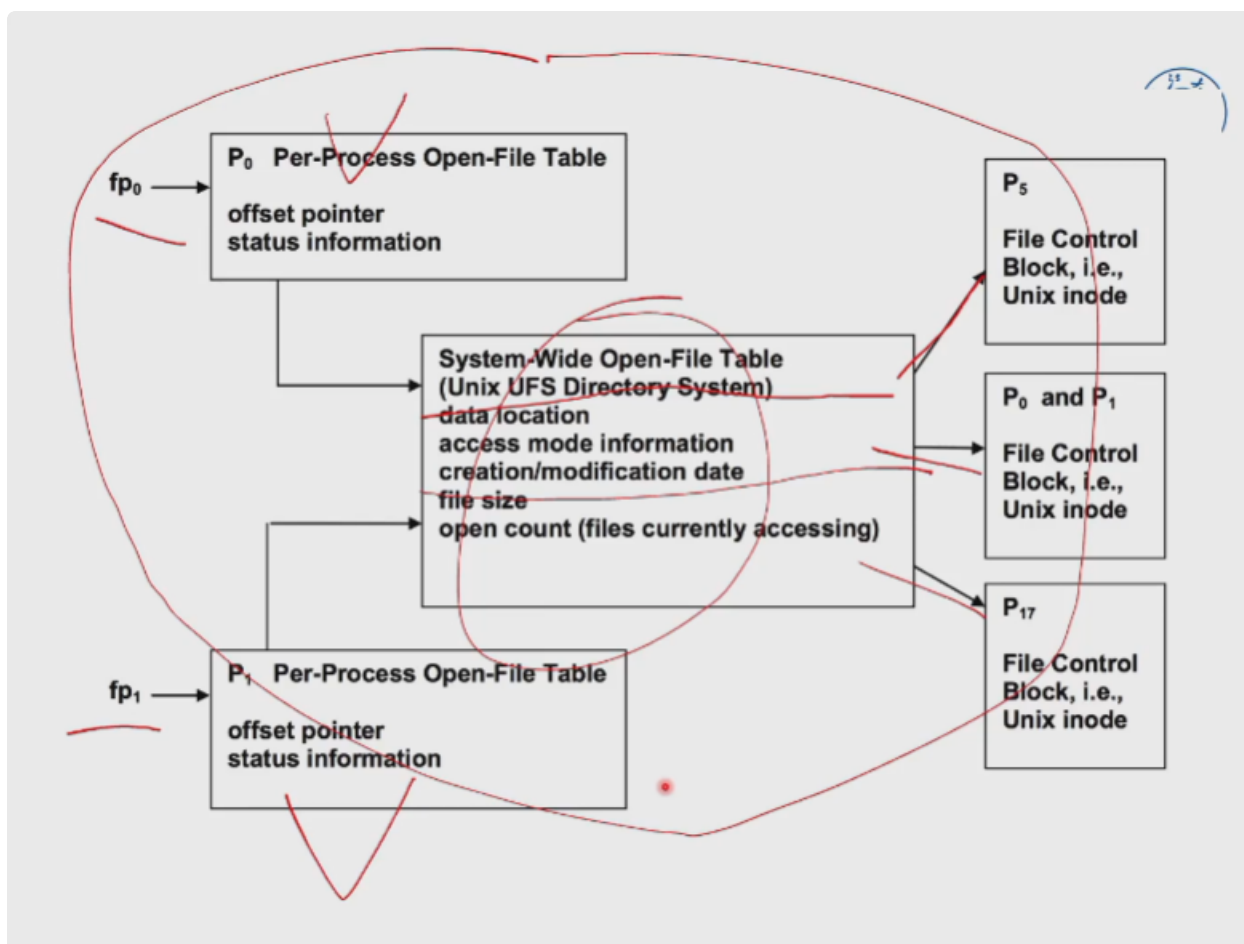 P₀ Per-Process Open-File Table
fp₀
offset pointer
status information
System-Wide Open-File Table
(Unix UFS Directory System)
data location
access mode information
creation/modification date
file size
open count (files currently accessing)
P₁ Per-Process Open-File Table
fp₁
offset pointer
status information
P₅
File Control
Block, i.e.,
Unix inode
P₀ and P₁
File Control
Block, i.e.,
Unix inode
P₁₇
File Control
Block, i.e.,
Unix inode